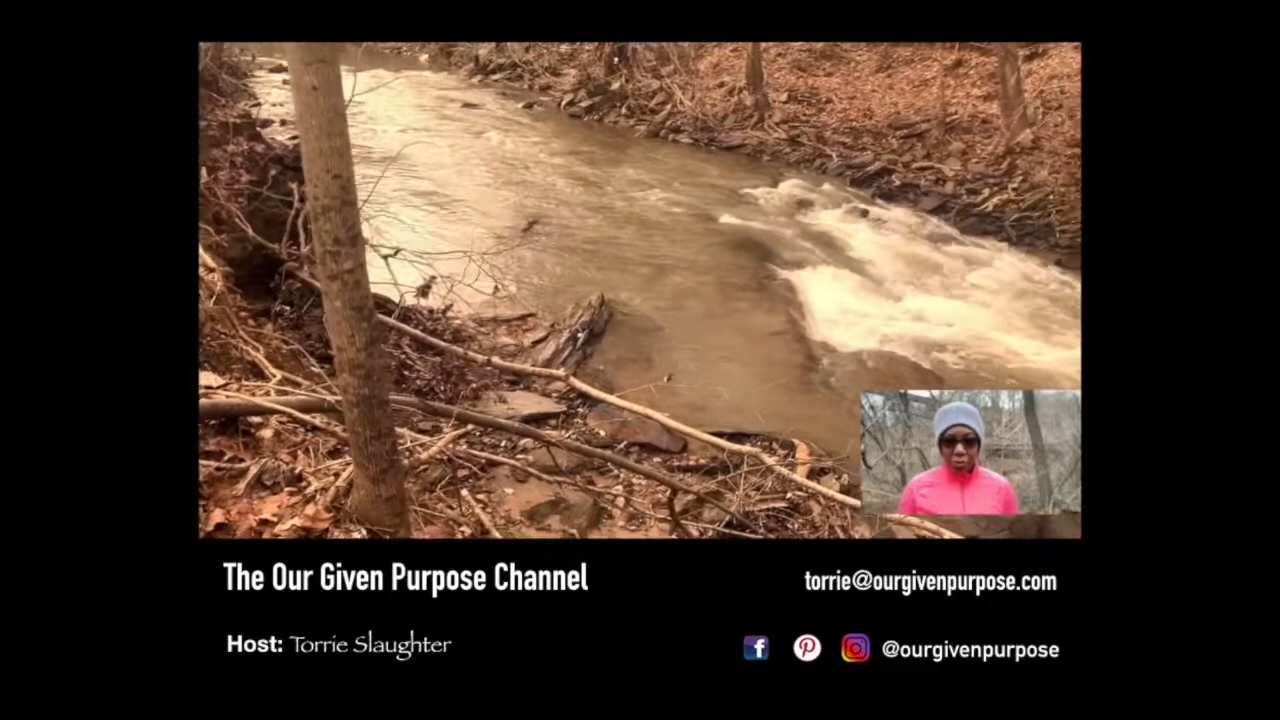 The Our Given Purpose Channel
torrie@ourgivenpurpose.com
Host: Torrie Slaughter
@ourgivenpurpose